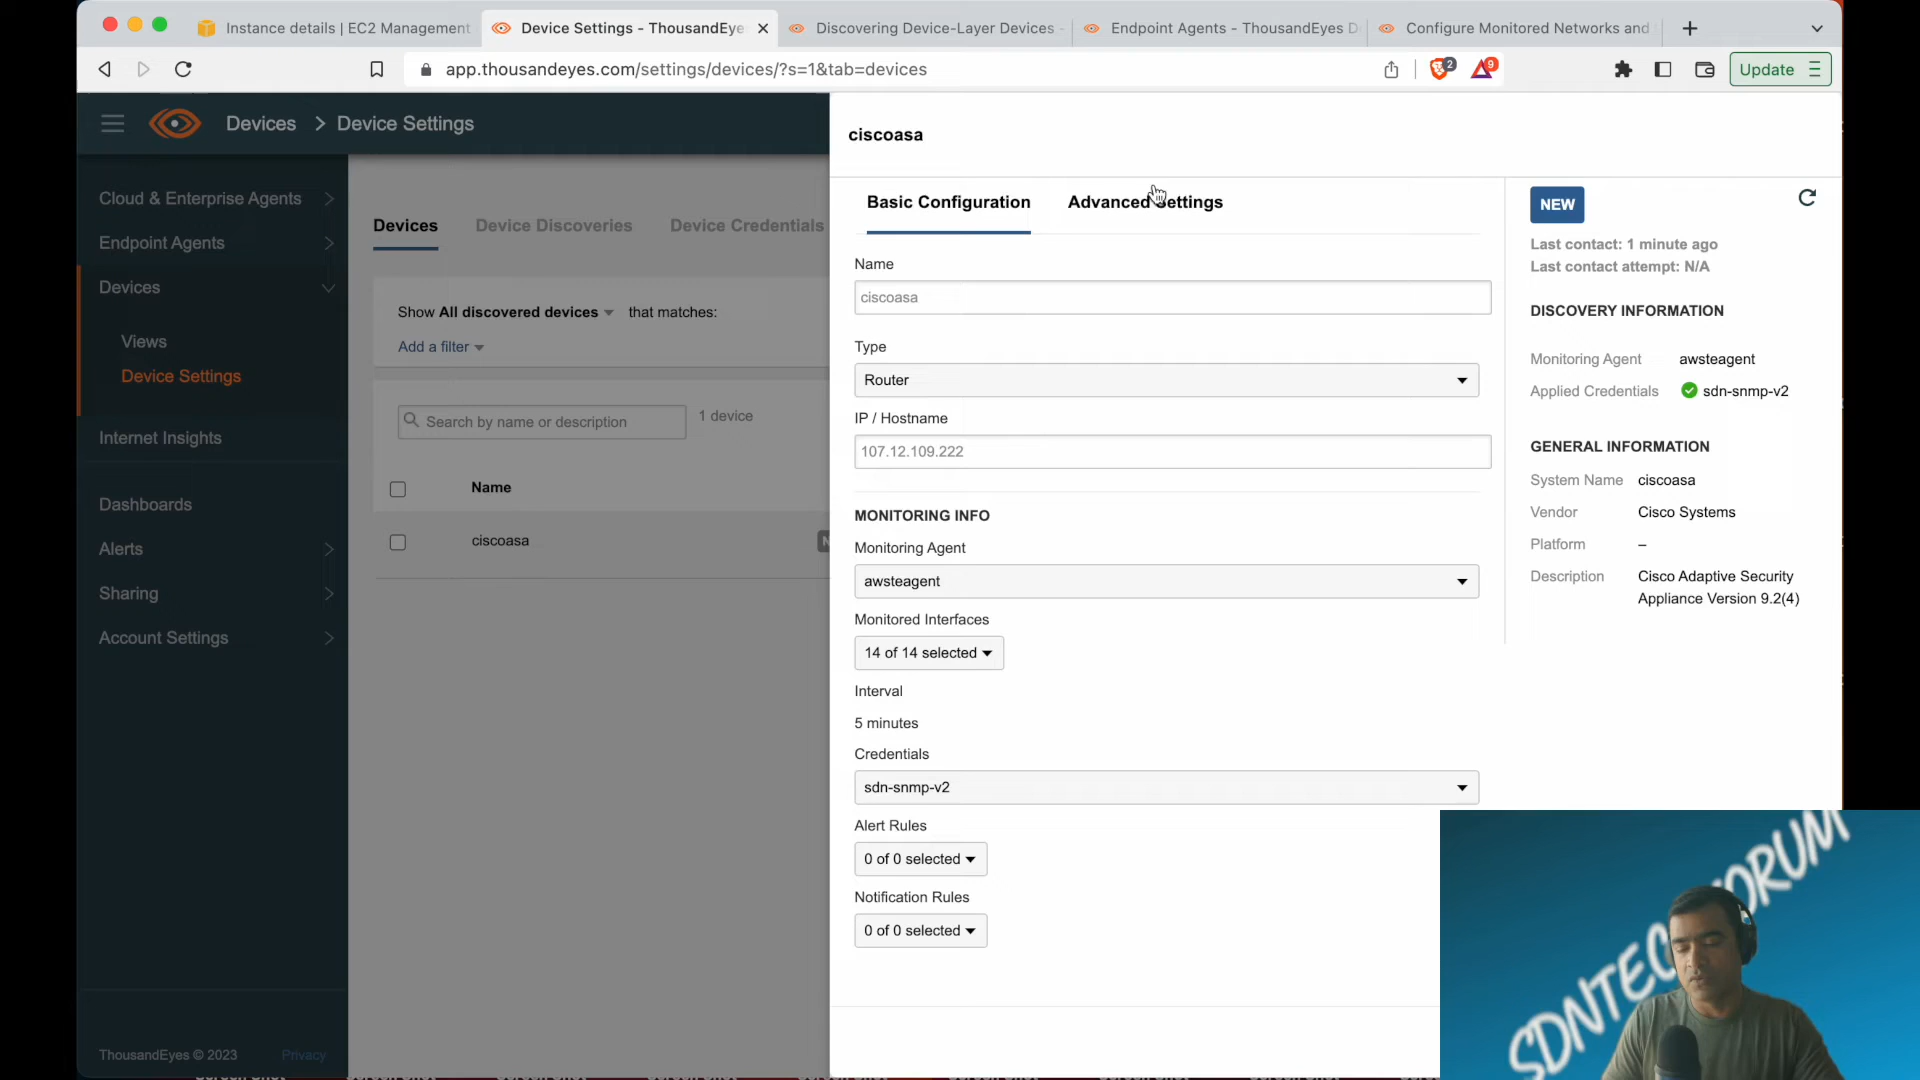 Instance details | EC2 Management
Device Settings - ThousandEye
Discovering Device-Layer Devices -
Endpoint Agents - ThousandEyes D
Configure Monitored Networks and
app.thousandeyes.com/settings/devices/?s=1&tab=devices
2
9
Update
Devices > Device Settings
Cloud & Enterprise Agents
Endpoint Agents
Devices
Views
Device Settings
Internet Insights
Dashboards
Alerts
Sharing
Account Settings
ThousandEyes © 2023
Privacy
Devices
Device Discoveries
Device Credentials
Show All discovered devices that matches:
Add a filter
Search by name or description
1 device
Name
ciscoasa
N
ciscoasa
Basic Configuration
Advanced Settings
Name
ciscoasa
Type
Router
IP / Hostname
107.12.109.222
MONITORING INFO
Monitoring Agent
awsteagent
Monitored Interfaces
14 of 14 selected
Interval
5 minutes
Credentials
sdn-snmp-v2
Alert Rules
0 of 0 selected
Notification Rules
0 of 0 selected
NEW
Last contact: 1 minute ago
Last contact attempt: N/A
DISCOVERY INFORMATION
Monitoring Agent awsteagent
Applied Credentials sdn-snmp-v2
GENERAL INFORMATION
System Name ciscoasa
Vendor Cisco Systems
Platform –
Description Cisco Adaptive Security
Appliance Version 9.2(4)